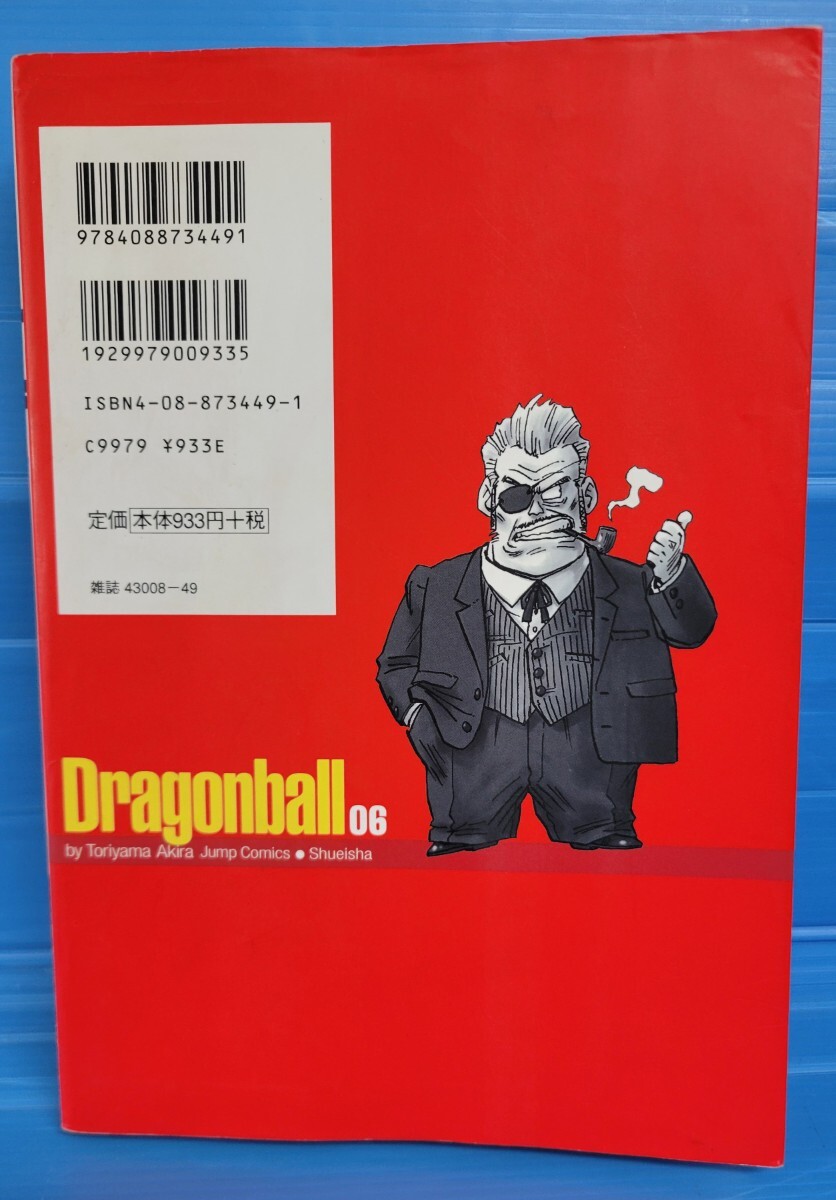 9784088734491
1929979009335
ISBN4-08-873449-1
C9979 ¥933E
定価 本体933円+税
雑誌 43008-49
Dragonball 06
by Toriyama Akira Jump Comics ● Shueisha